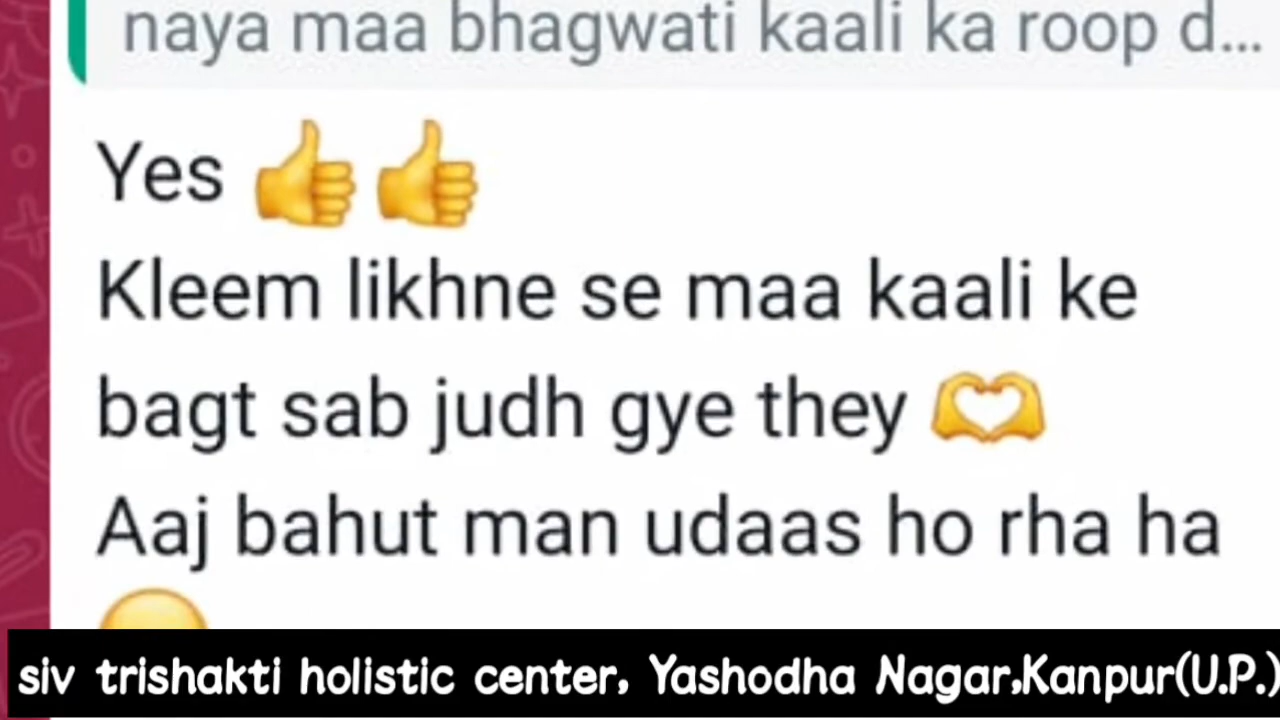 naya maa bhagwati kaali ka roop d...
Yes 👍👍
Kleem likhne se maa kaali ke
bagt sab judh gye they 🫶
Aaj bahut man udaas ho rha ha
siv trishakti holistic center, Yashodha Nagar,Kanpur(U.P.)